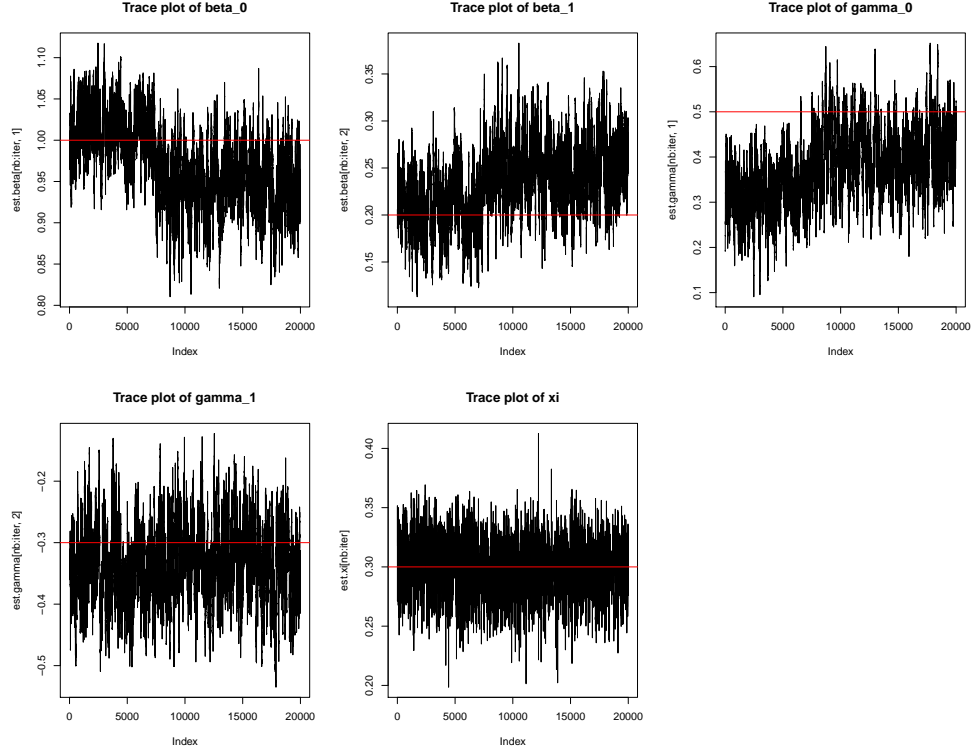 Trace plot of beta_0
est.beta[nb:iter, 1]
0.80 0.85 0.90 0.95 1.00 1.05 1.10
0 5000 10000 15000 20000
Index
Trace plot of beta_1
est.beta[nb:iter, 2]
0.15 0.20 0.25 0.30 0.35
0 5000 10000 15000 20000
Index
Trace plot of gamma_0
est.gamma[nb:iter, 1]
0.1 0.2 0.3 0.4 0.5 0.6
0 5000 10000 15000 20000
Index
Trace plot of gamma_1
est.gamma[nb:iter, 2]
−0.5 −0.4 −0.3 −0.2
0 5000 10000 15000 20000
Index
Trace plot of xi
est.xi[nb:iter]
0.20 0.25 0.30 0.35 0.40
0 5000 10000 15000 20000
Index